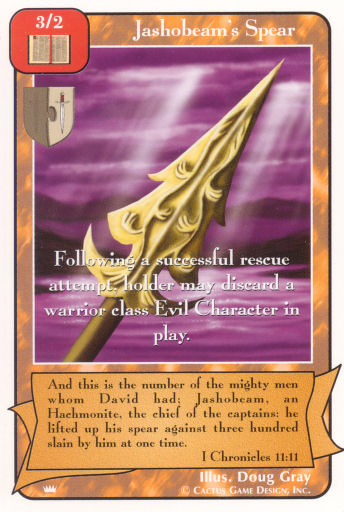 3/2
Jashobeam's Spear
Following a successful rescue
attempt, holder may discard a
warrior class Evil Character in
play.
And this is the number of the mighty men
whom David had; Jashobeam, an
Hachmonite, the chief of the captains: he
lifted up his spear against three hundred
slain by him at one time.
I Chronicles 11:11
Illus. Doug Gray
© Cactus Game Design, Inc.